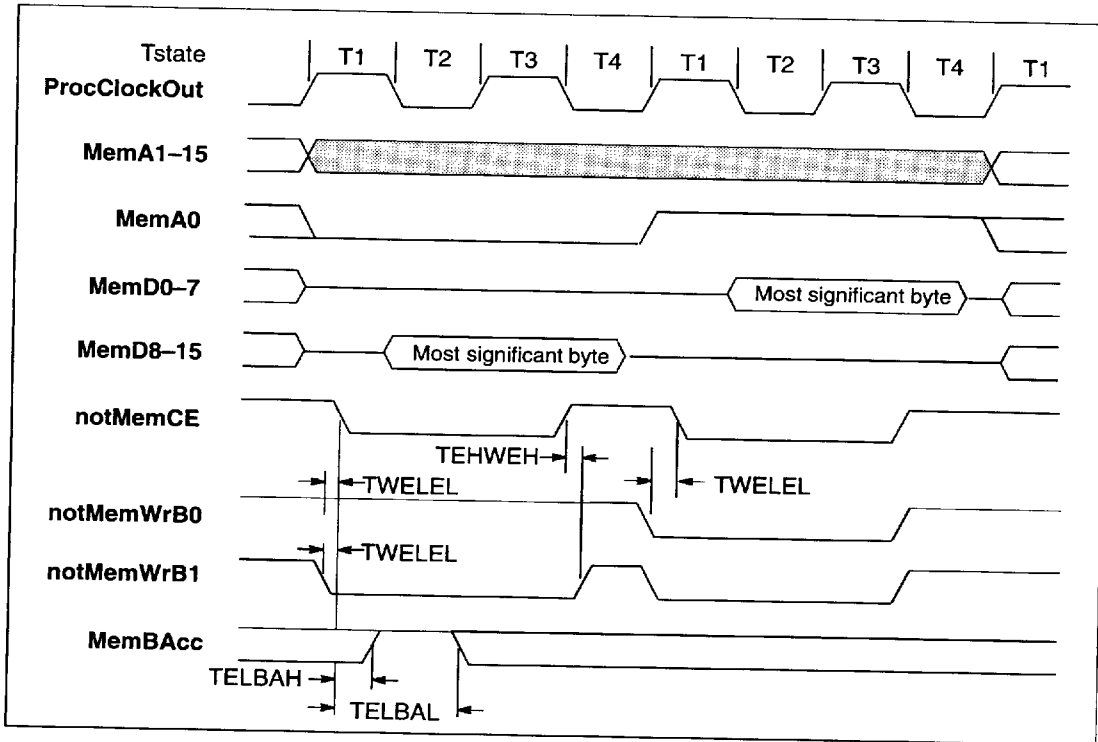 Tstate T1 T2 T3 T4 T1 T2 T3 T4 T1
ProcClockOut
MemA1–15
MemA0
MemD0–7 Most significant byte
MemD8–15 Most significant byte
notMemCE
TEHWEH
TWELEL TWELEL
notMemWrB0
TWELEL
notMemWrB1
MemBAcc
TELBAH
TELBAL